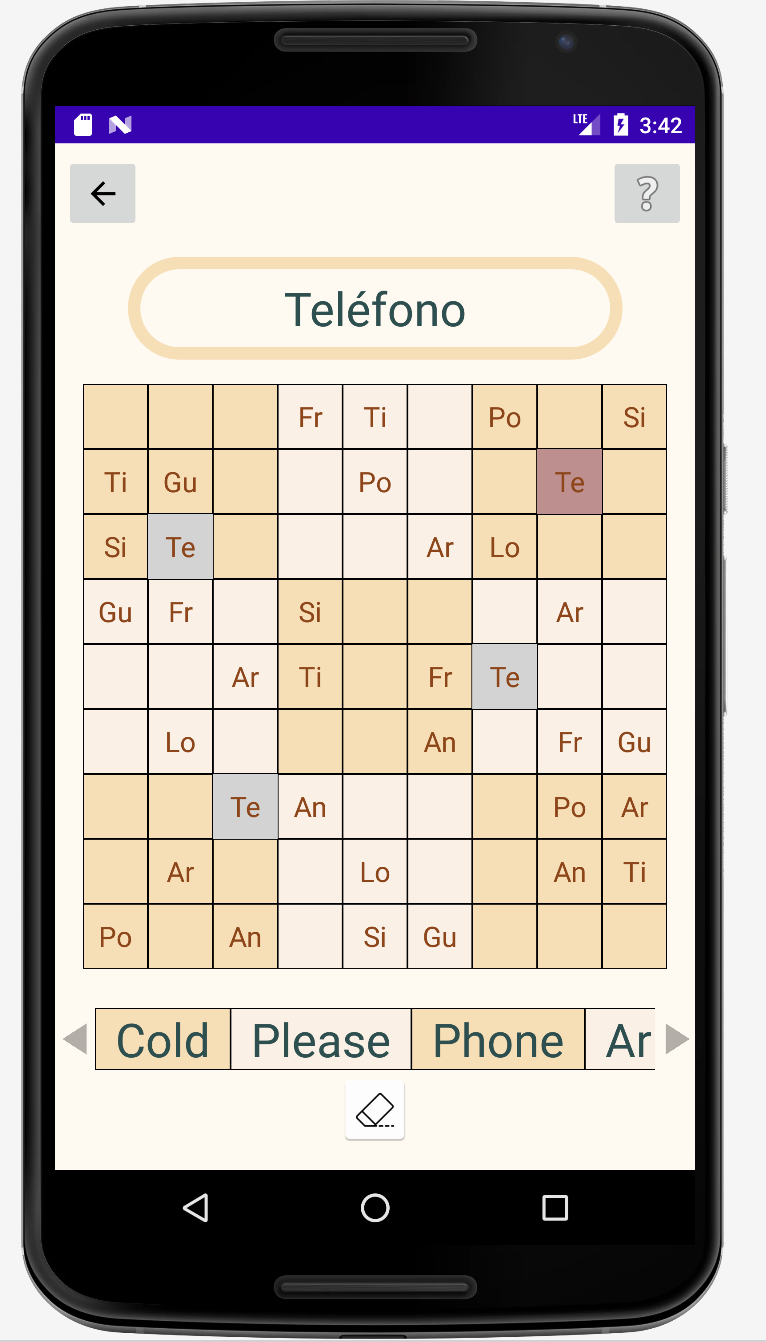 LTE 3:42
?
Teléfono
Fr Ti Po Si
Ti Gu Po Te
Si Te Ar Lo
Gu Fr Si Ar
Ar Ti Fr Te
Lo An Fr Gu
Te An Po Ar
Ar Lo An Ti
Po An Si Gu
Cold Please Phone Ar